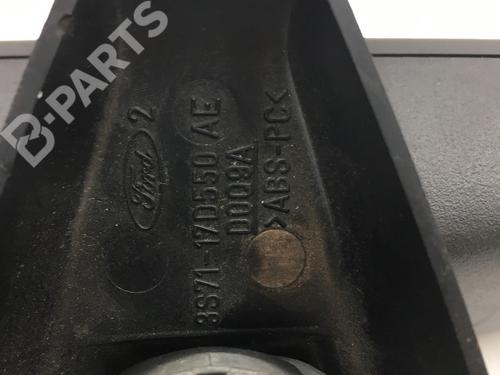 B-PARTS
Ford
2
3S71-17D550 AE
D009A
>ABS-PC<